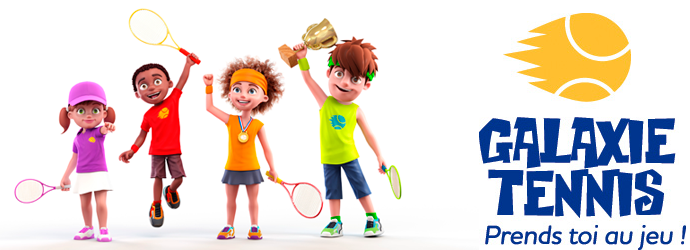 GALAXIE
TENNIS
Prends toi au jeu !